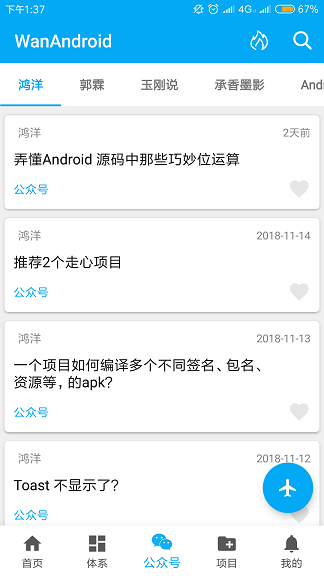 下午1:37
4G
67%
WanAndroid
鸿洋
郭霖
玉刚说
承香墨影
And
鸿洋
2天前
弄懂Android 源码中那些巧妙位运算
公众号
鸿洋
2018-11-14
推荐2个走心项目
公众号
鸿洋
2018-11-13
一个项目如何编译多个不同签名、包名、
资源等，的apk？
公众号
鸿洋
2018-11-12
Toast 不显示了？
公众号
首页
体系
公众号
项目
我的